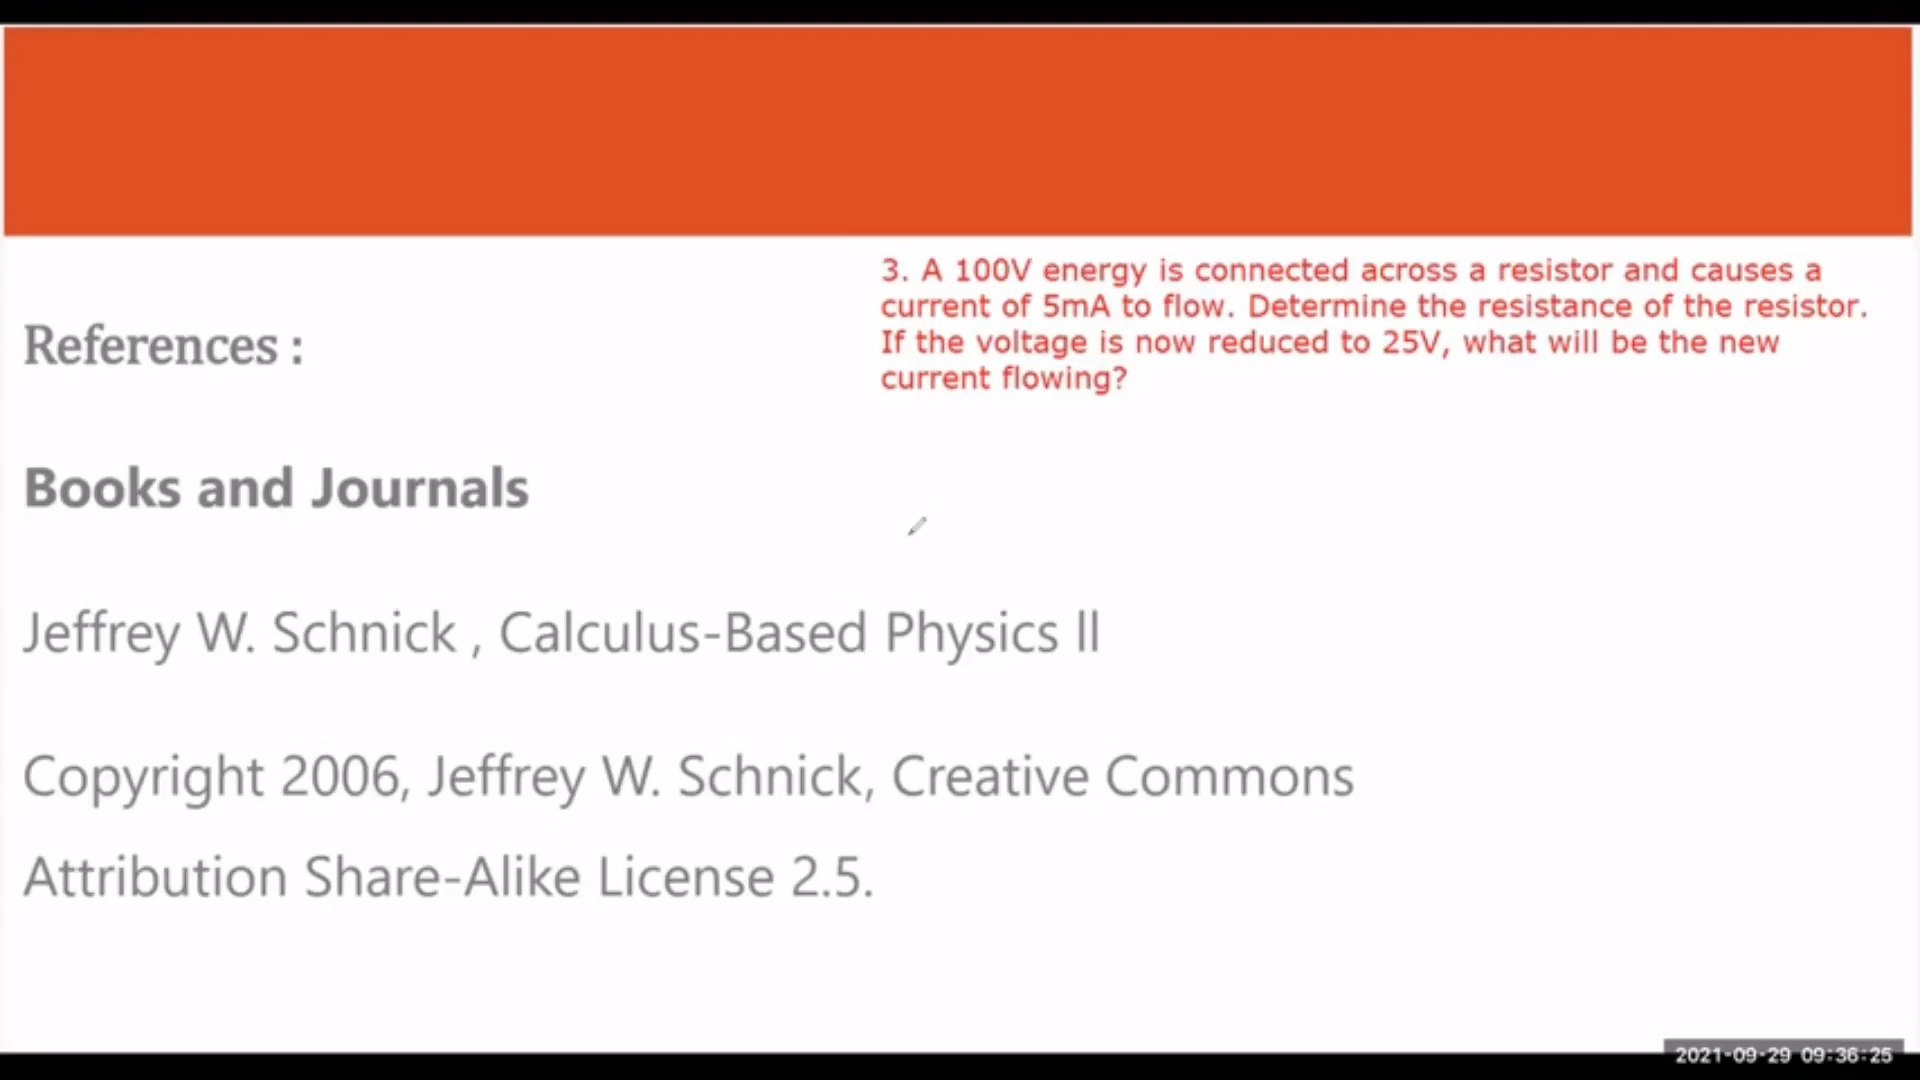 3. A 100V energy is connected across a resistor and causes a
current of 5mA to flow. Determine the resistance of the resistor.
If the voltage is now reduced to 25V, what will be the new
current flowing?
References :
Books and Journals
Jeffrey W. Schnick , Calculus-Based Physics ll
Copyright 2006, Jeffrey W. Schnick, Creative Commons
Attribution Share-Alike License 2.5.
2021-09-29 09:36:25